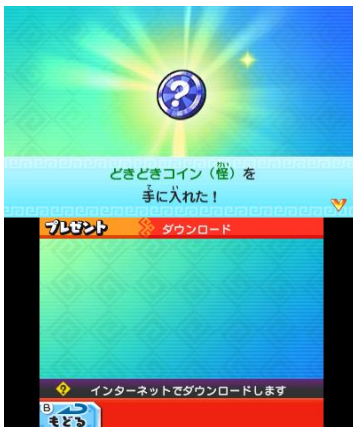 ?
どきどきコイン（怪）を
手に入れた！
プレゼント ダウンロード
? インターネットでダウンロードします
B
もどる